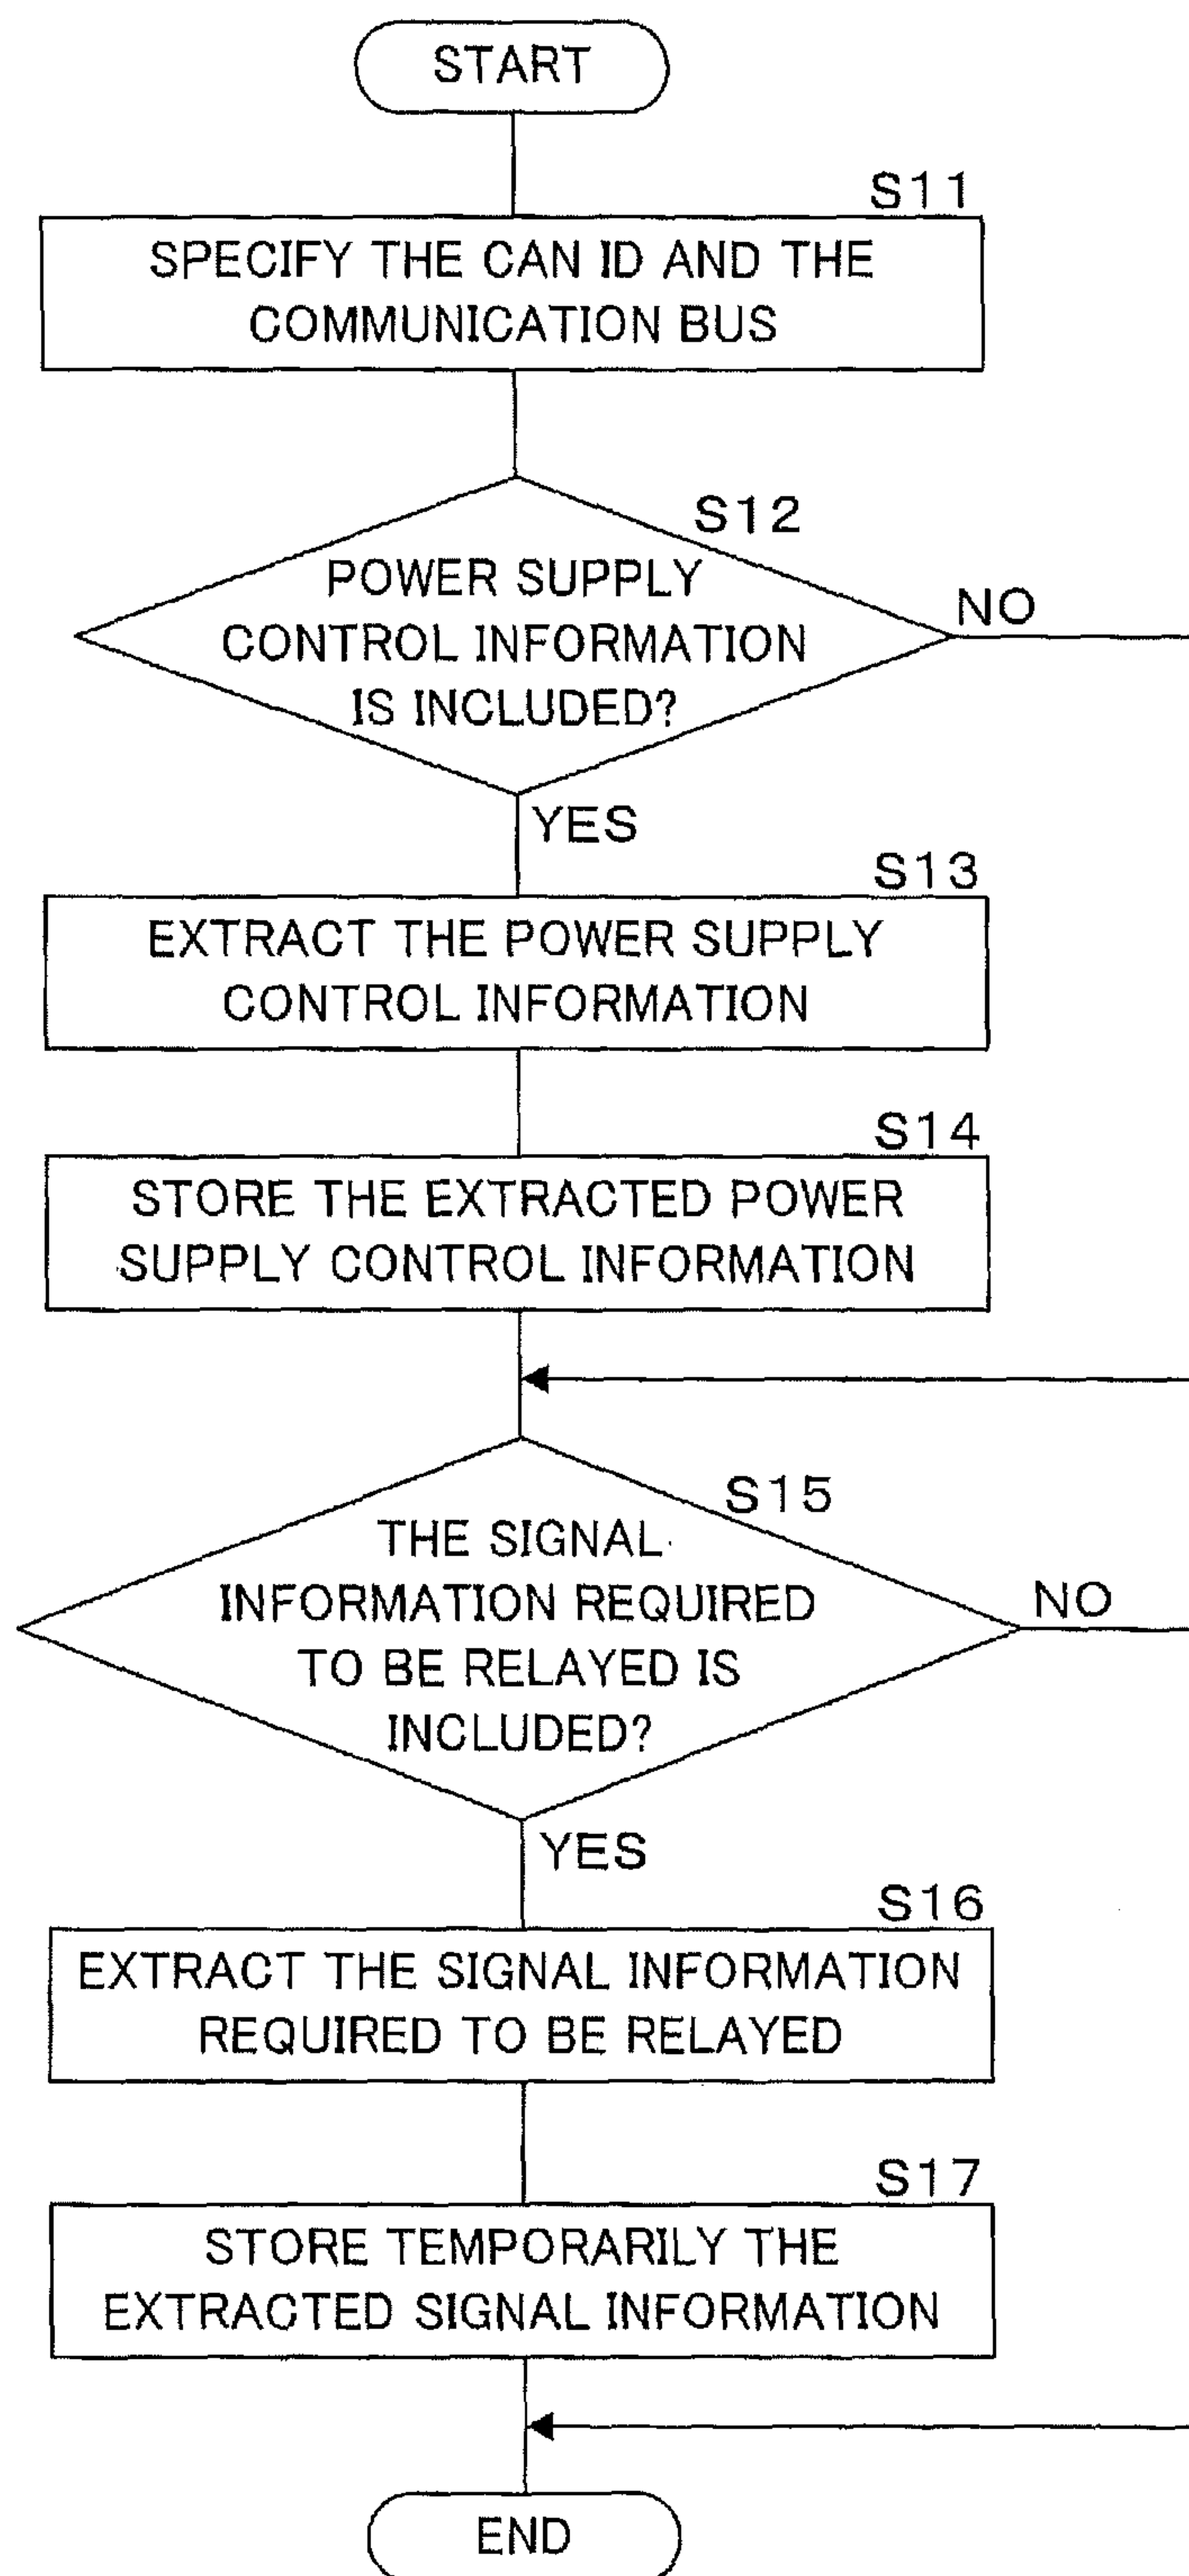 START
S11
SPECIFY THE CAN ID AND THE
COMMUNICATION BUS
S12
POWER SUPPLY
CONTROL INFORMATION
IS INCLUDED?
NO
YES
S13
EXTRACT THE POWER SUPPLY
CONTROL INFORMATION
S14
STORE THE EXTRACTED POWER
SUPPLY CONTROL INFORMATION
S15
THE SIGNAL
INFORMATION REQUIRED
TO BE RELAYED IS
INCLUDED?
NO
YES
S16
EXTRACT THE SIGNAL INFORMATION
REQUIRED TO BE RELAYED
S17
STORE TEMPORARILY THE
EXTRACTED SIGNAL INFORMATION
END